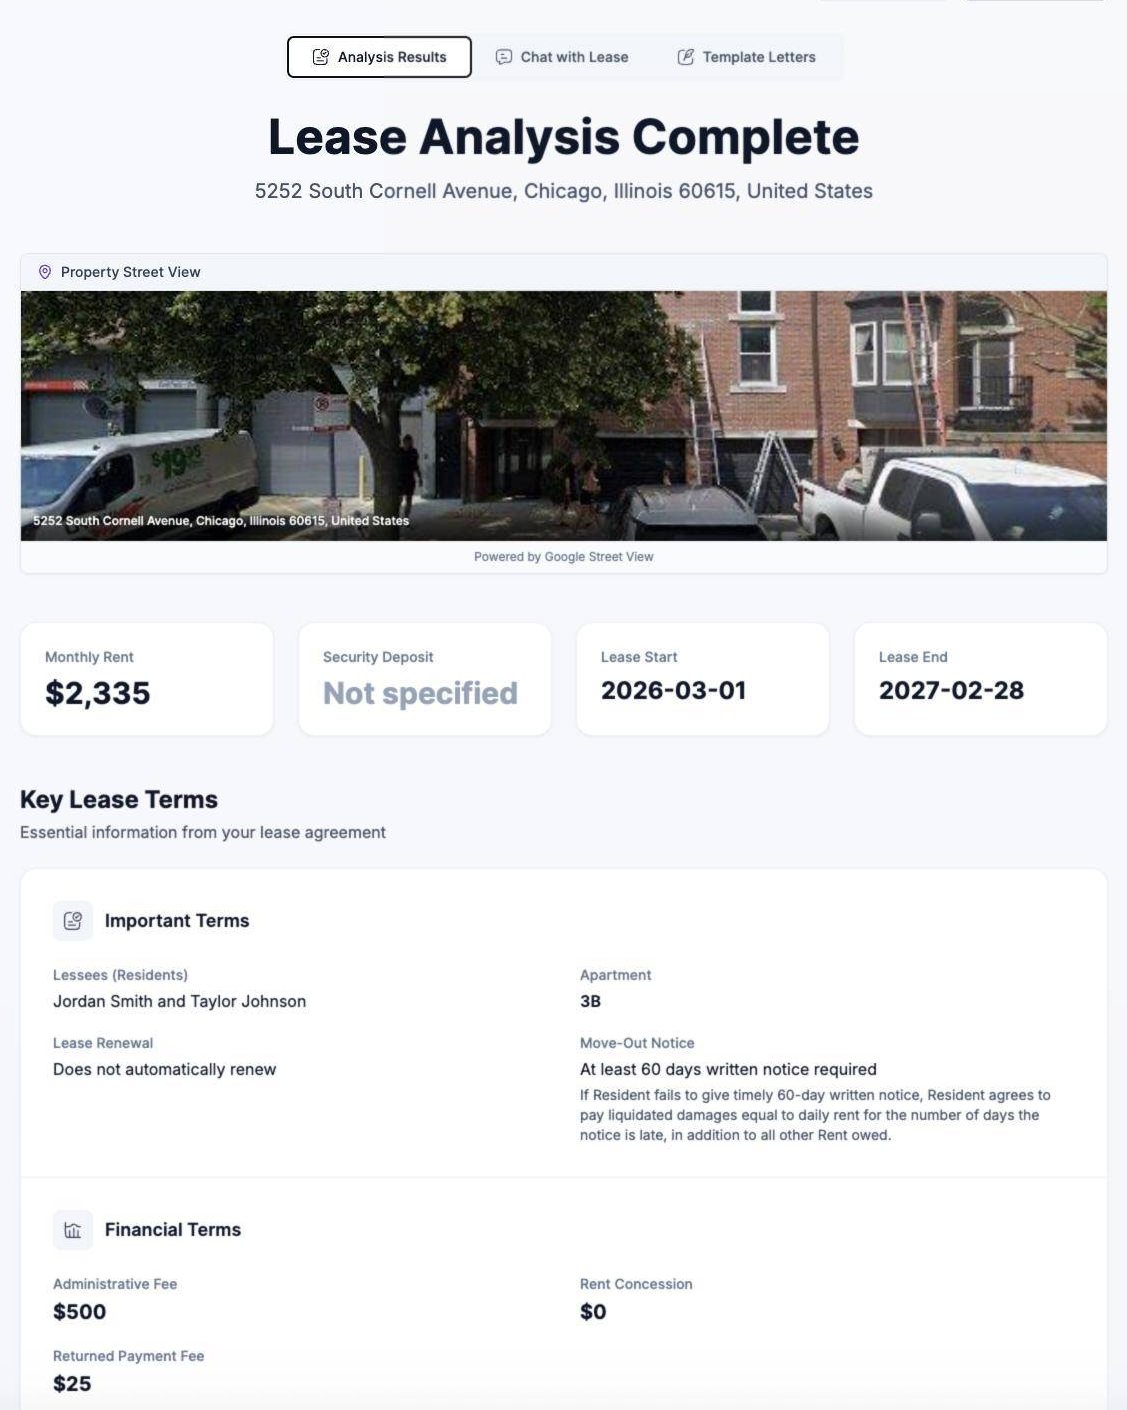 Analysis Results
Chat with Lease
Template Letters
Lease Analysis Complete
5252 South Cornell Avenue, Chicago, Illinois 60615, United States
Property Street View
$19.95
5252 South Cornell Avenue, Chicago, Illinois 60615, United States
Powered by Google Street View
Monthly Rent
$2,335
Security Deposit
Not specified
Lease Start
2026-03-01
Lease End
2027-02-28
Key Lease Terms
Essential information from your lease agreement
Important Terms
Lessees (Residents)
Jordan Smith and Taylor Johnson
Apartment
3B
Lease Renewal
Does not automatically renew
Move-Out Notice
At least 60 days written notice required
If Resident fails to give timely 60-day written notice, Resident agrees to
pay liquidated damages equal to daily rent for the number of days the
notice is late, in addition to all other Rent owed.
Financial Terms
Administrative Fee
$500
Rent Concession
$0
Returned Payment Fee
$25